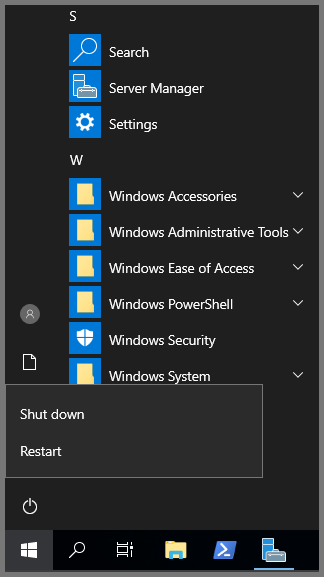 S
Search
Server Manager
Settings
W
Windows Accessories
Windows Administrative Tools
Windows Ease of Access
Windows PowerShell
Windows Security
Windows System
Shut down
Restart